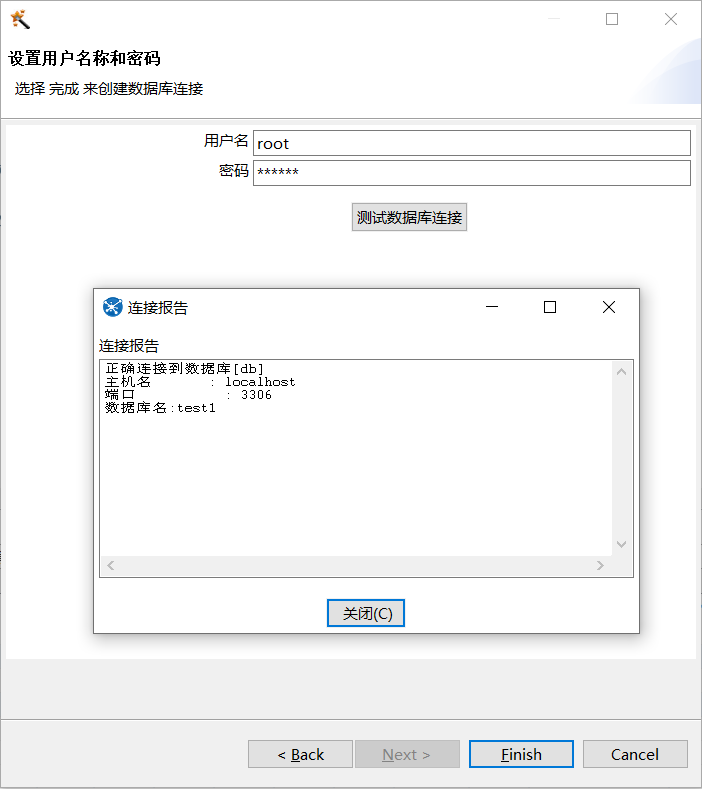 设置用户名称和密码
选择 完成 来创建数据库连接
用户名 root
密码 ******
测试数据库连接
连接报告
连接报告
正确连接到数据库[db]
主机名 : localhost
端口 : 3306
数据库名:test1
关闭(C)
< Back Next > Finish Cancel